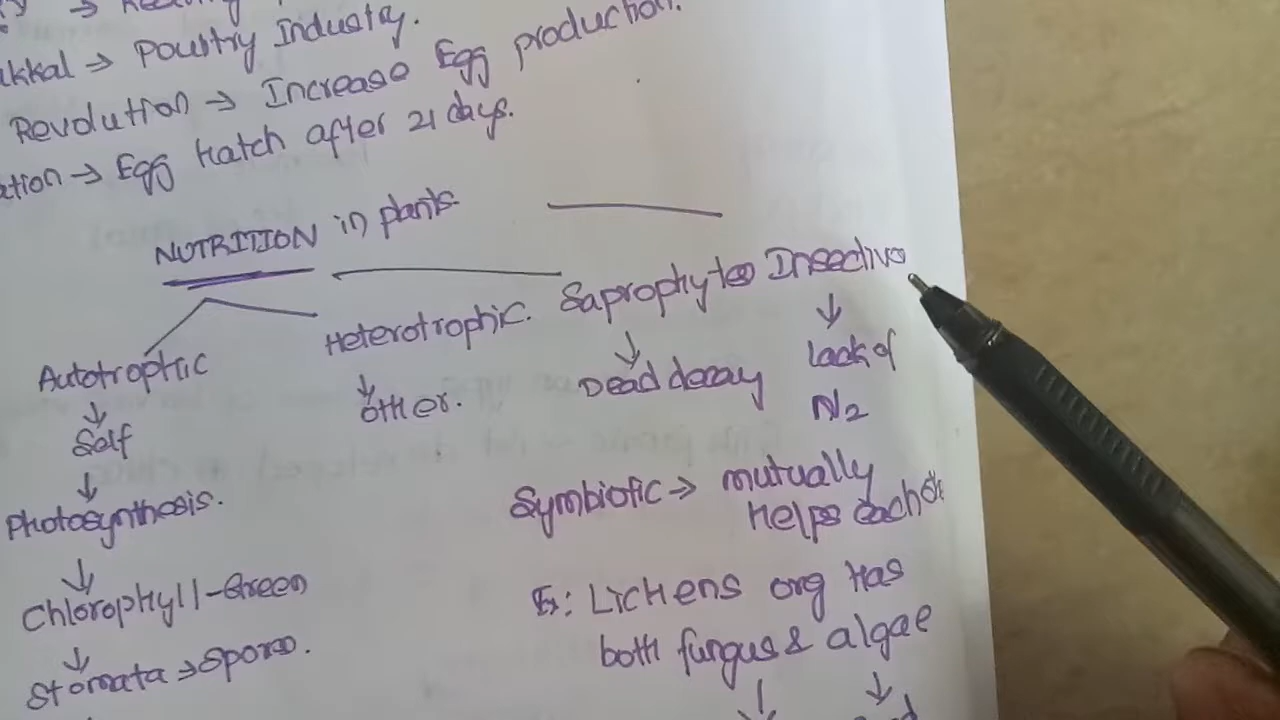 →
akkal → Poultry Industry.
Revolution → Increase Egg production.
ation → Egg Hatch after 21 days.
NUTRITION in plants.
Autotrophic
↓
Self
↓
Photosynthesis.
↓
Chlorophyll - Green
↓
Stomata →
Heterotrophic.
↓
other.
Saprophytes
↓
Dead decay
Insective
↓
lack of
N2
Symbiotic → mutually
Helps each
Ex: Lichens org Has
both fungus & algae
↓ ↓